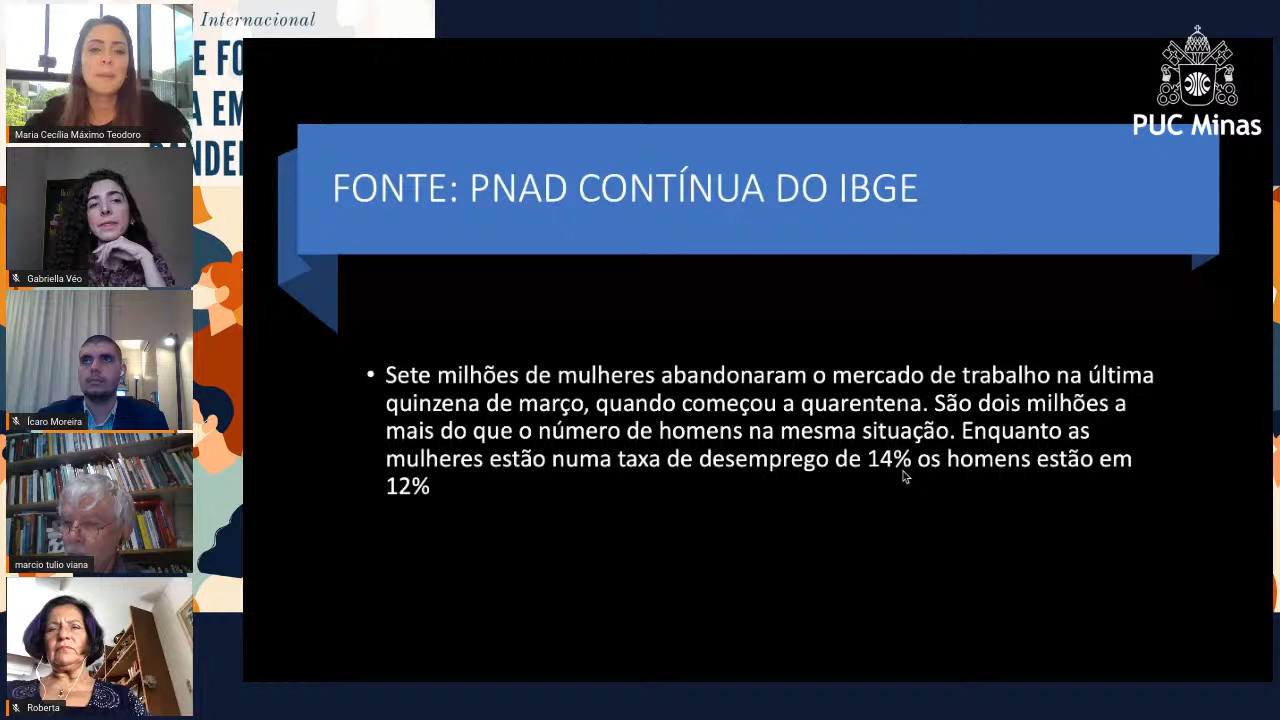 Internacional
E FO
A EM
ANDE
PUC Minas
FONTE: PNAD CONTÍNUA DO IBGE
• Sete milhões de mulheres abandonaram o mercado de trabalho na última
quinzena de março, quando começou a quarentena. São dois milhões a
mais do que o número de homens na mesma situação. Enquanto as
mulheres estão numa taxa de desemprego de 14% os homens estão em
12%
Maria Cecília Máximo Teodoro
Gabriella Véo
Ícaro Moreira
marcio tulio viana
Roberta